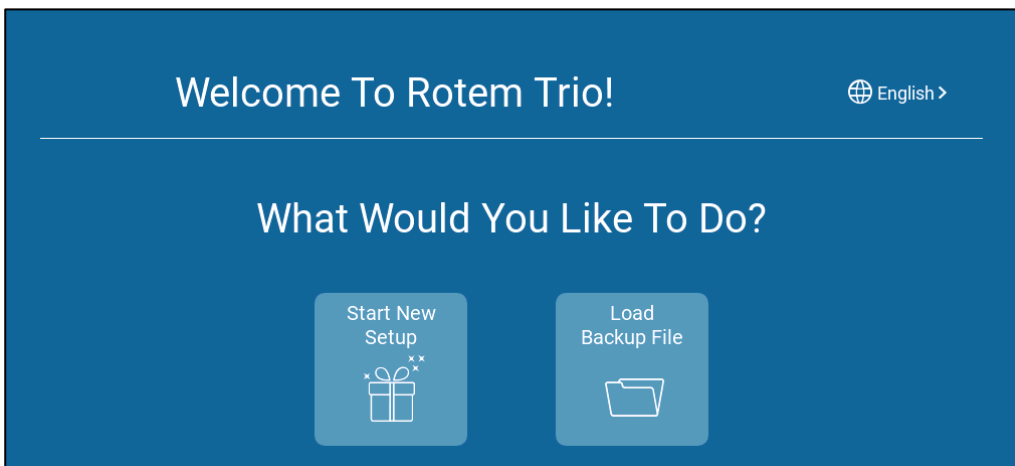 Welcome To Rotem Trio!
English >
What Would You Like To Do?
Start New
Setup
Load
Backup File